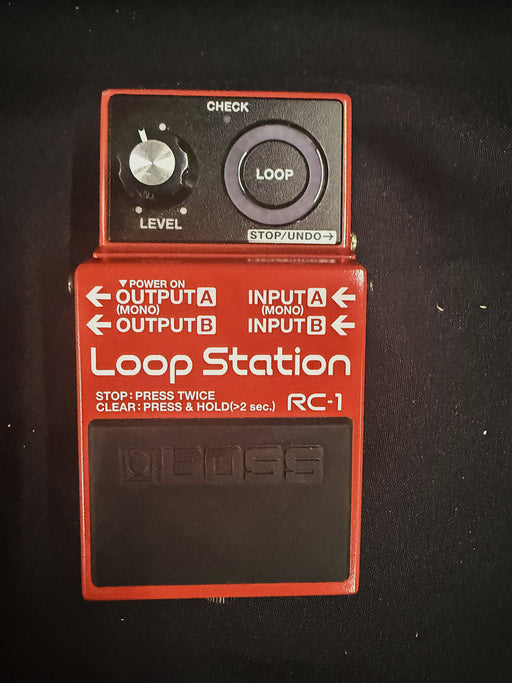 CHECK
LOOP
LEVEL
STOP/UNDO→
▼POWER ON
←OUTPUT A
(MONO)
←OUTPUT B
INPUT A←
(MONO)
INPUT B←
Loop Station
STOP:PRESS TWICE
CLEAR:PRESS & HOLD(>2 sec.)
RC-1
BOSS